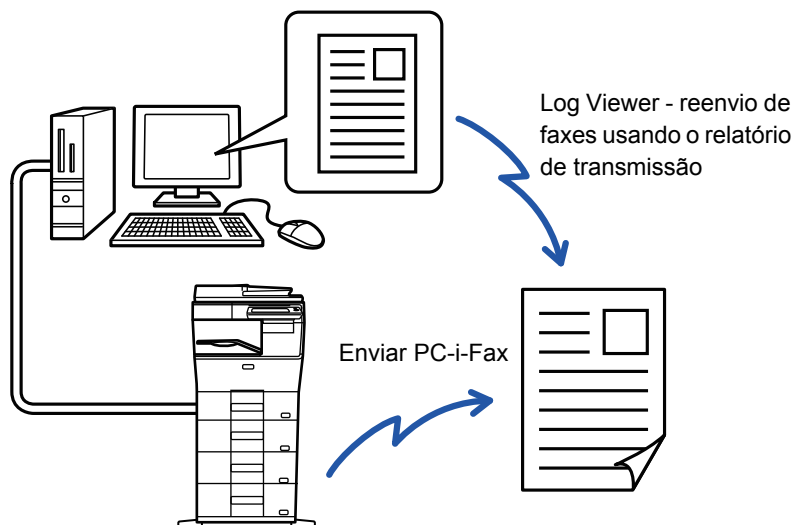 Log Viewer - reenvio de
faxes usando o relatório
de transmissão
Enviar PC-i-Fax